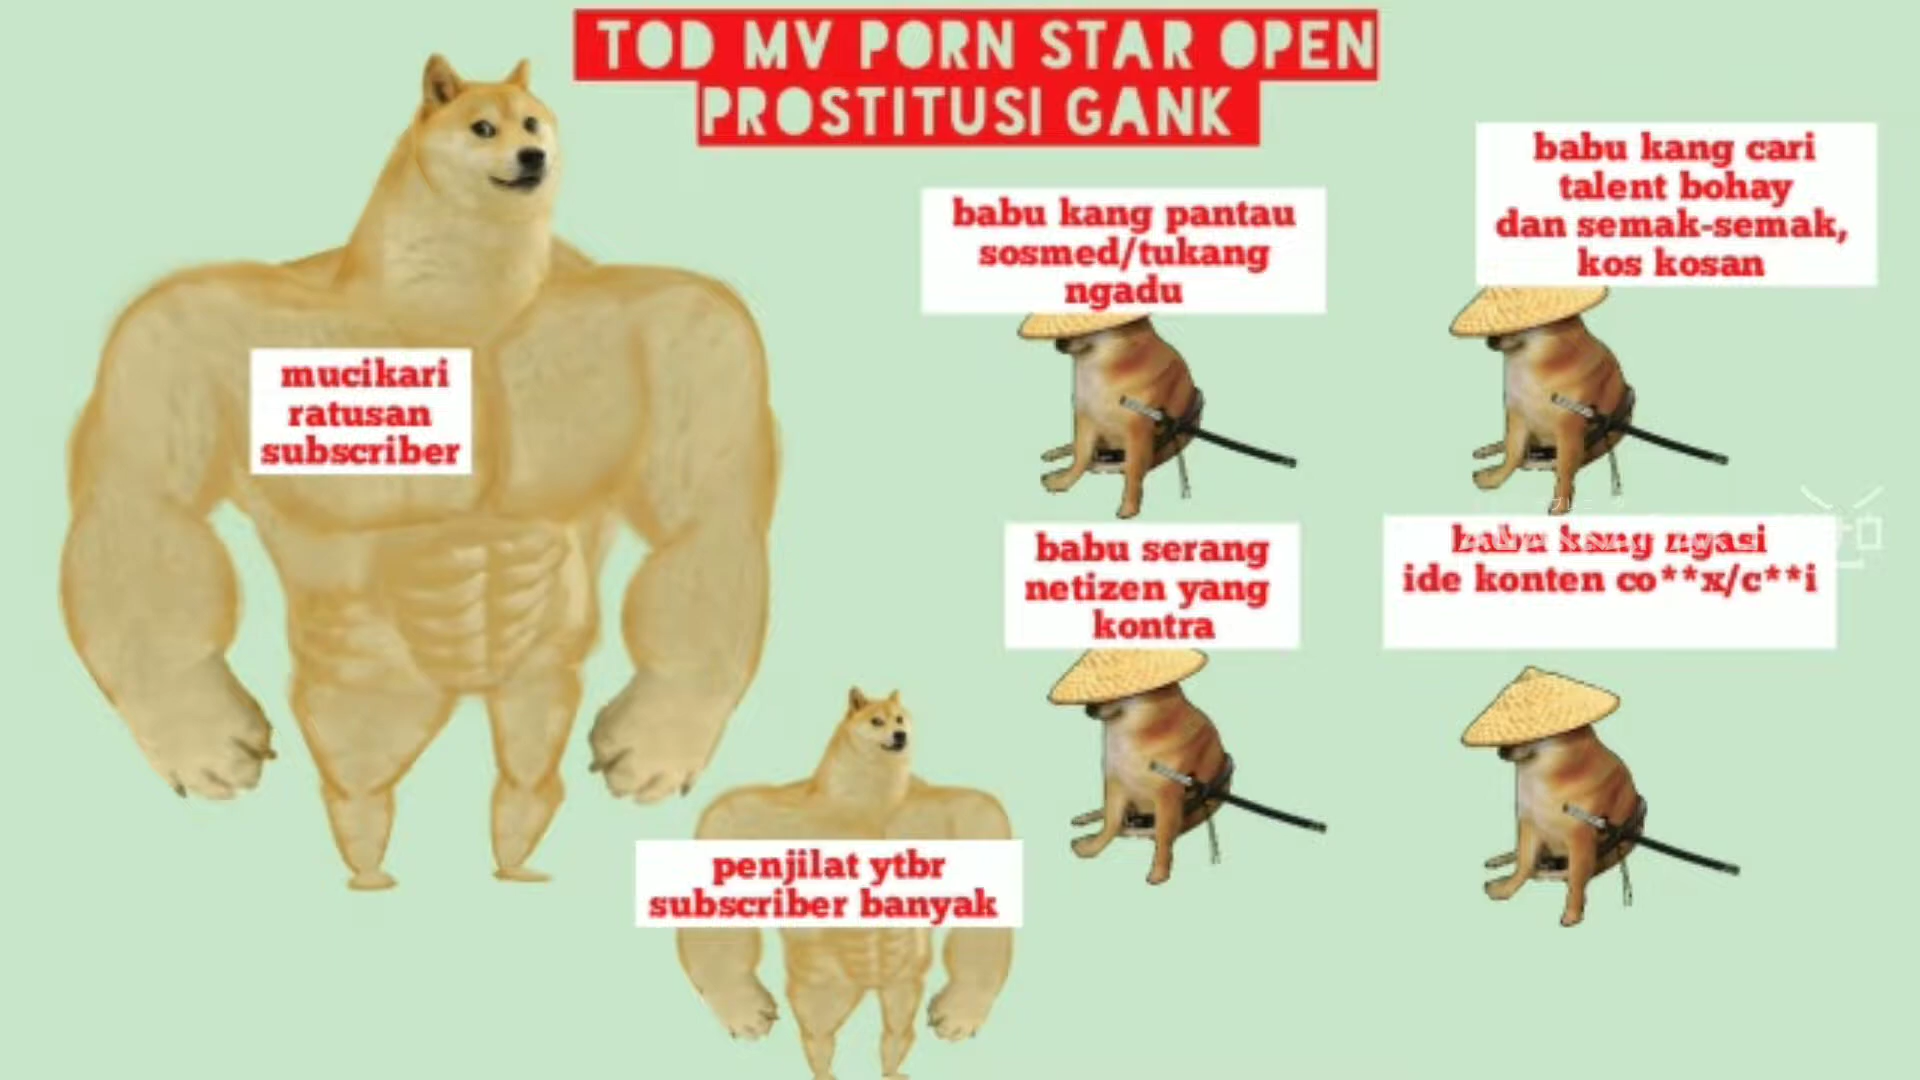 TOD MV PORN STAR OPEN
PROSTITUSI GANK
babu kang cari
talent bohay
dan semak-semak,
kos kosan
babu kang pantau
sosmed/tukang
ngadu
mucikari
ratusan
subscriber
babu serang
netizen yang
kontra
babu kang ngasi
ide konten co**x/c**i
penjilat ytbr
subscriber banyak